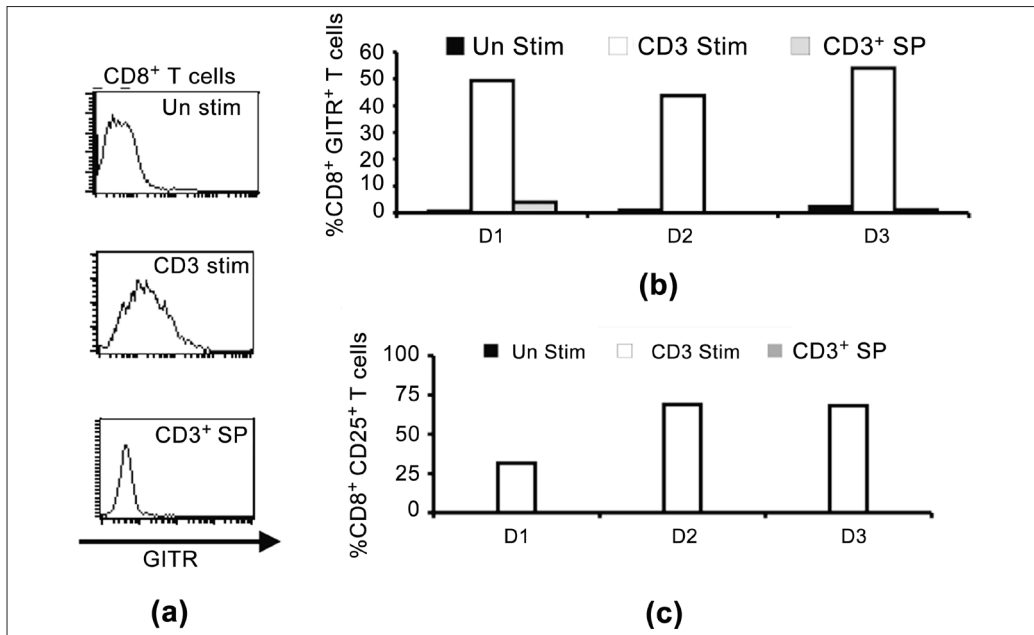 CD8+ T cells
Un stim
CD3 stim
CD3+ SP
GITR
(a)
Un Stim CD3 Stim CD3+ SP
%CD8+ GITR+ T cells
60
50
40
30
20
10
0
D1 D2 D3
(b)
Un Stim CD3 Stim CD3+ SP
%CD8+ CD25+ T cells
100
75
50
25
0
D1 D2 D3
(c)